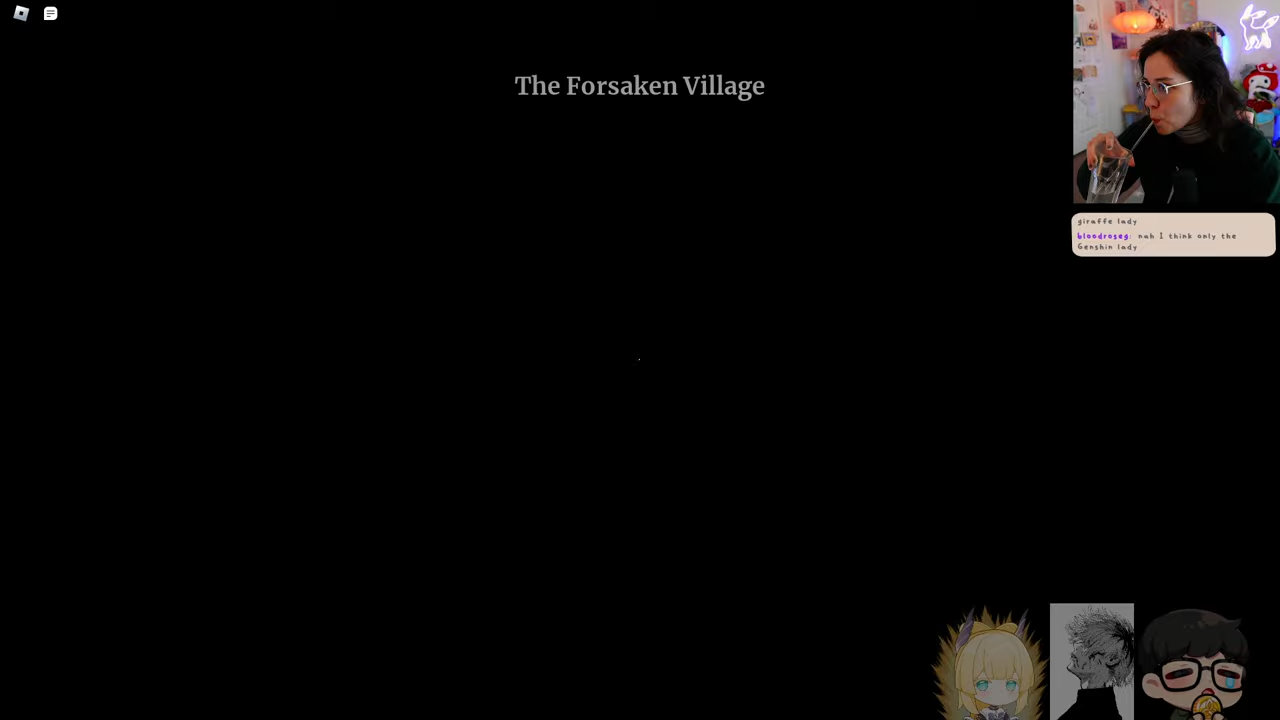 The Forsaken Village
giraffe lady
bloodroseg: nah I think only the
Genshin lady